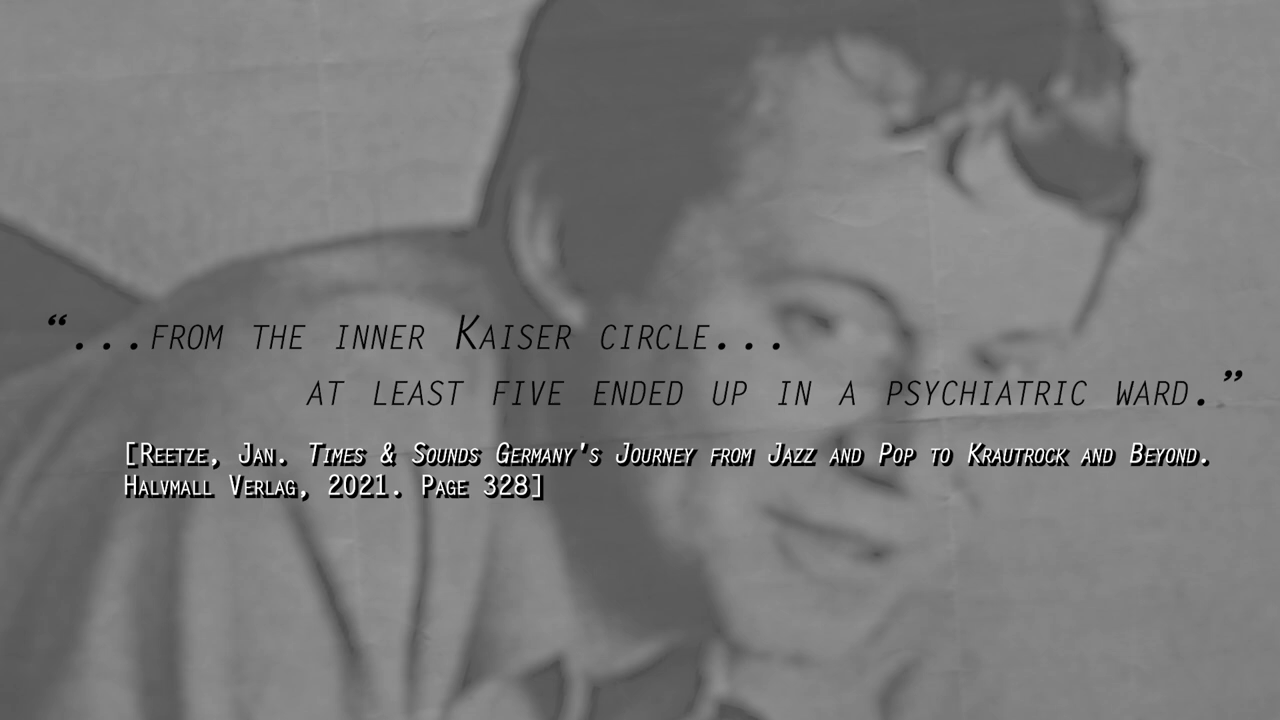 “...from the inner Kaiser circle...
at least five ended up in a psychiatric ward.”
[Reetze, Jan. Times & Sounds Germany's Journey from Jazz and Pop to Krautrock and Beyond.
Halvmall Verlag, 2021. Page 328]